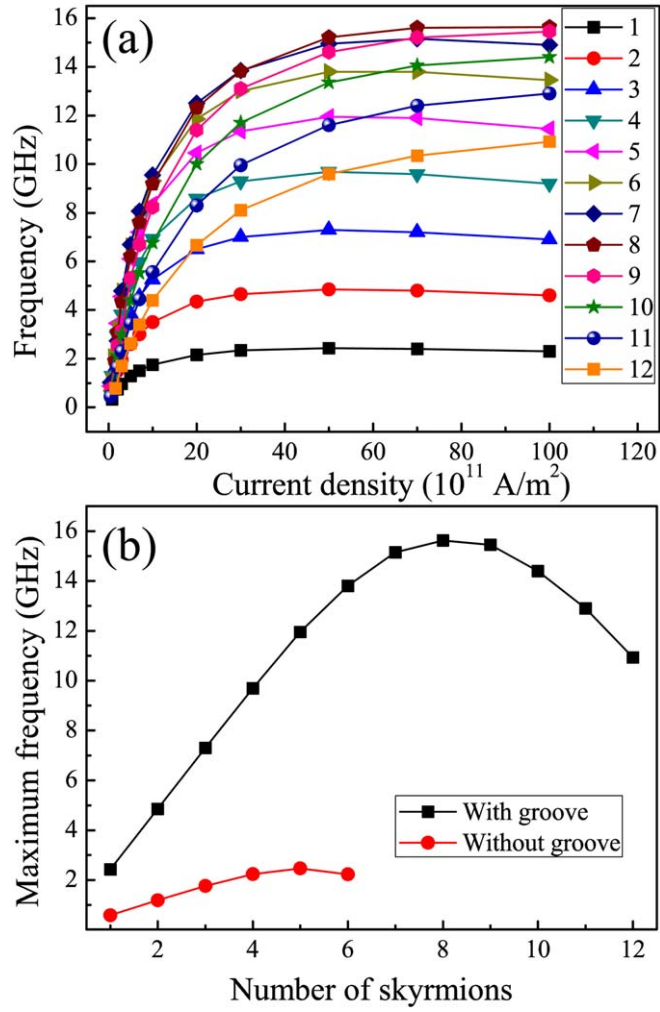 (a)
16
14
12
10
8
6
4
2
0
Frequency (GHz)
0 20 40 60 80 100 120
Current density (10¹¹ A/m²)
1
2
3
4
5
6
7
8
9
10
11
12
(b)
16
14
12
10
8
6
4
2
Maximum frequency (GHz)
With groove
Without groove
2 4 6 8 10 12
Number of skyrmions